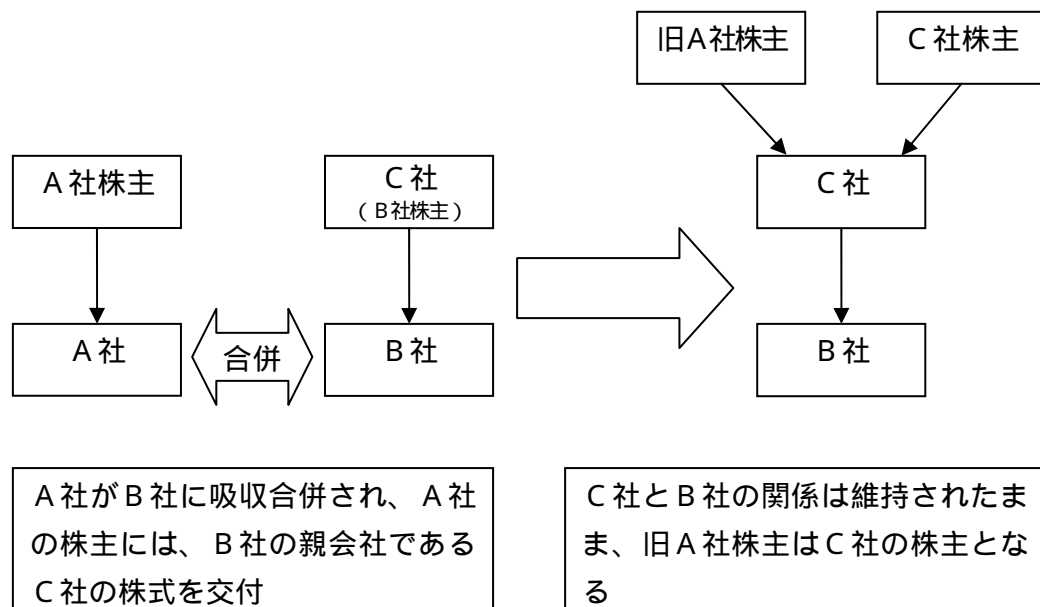 旧A社株主
C社株主
A社株主
C社
（B社株主）
C社
A社
合併
B社
B社
A社がB社に吸収合併され、A社
の株主には、B社の親会社である
C社の株式を交付
C社とB社の関係は維持されたま
ま、旧A社株主はC社の株主とな
る